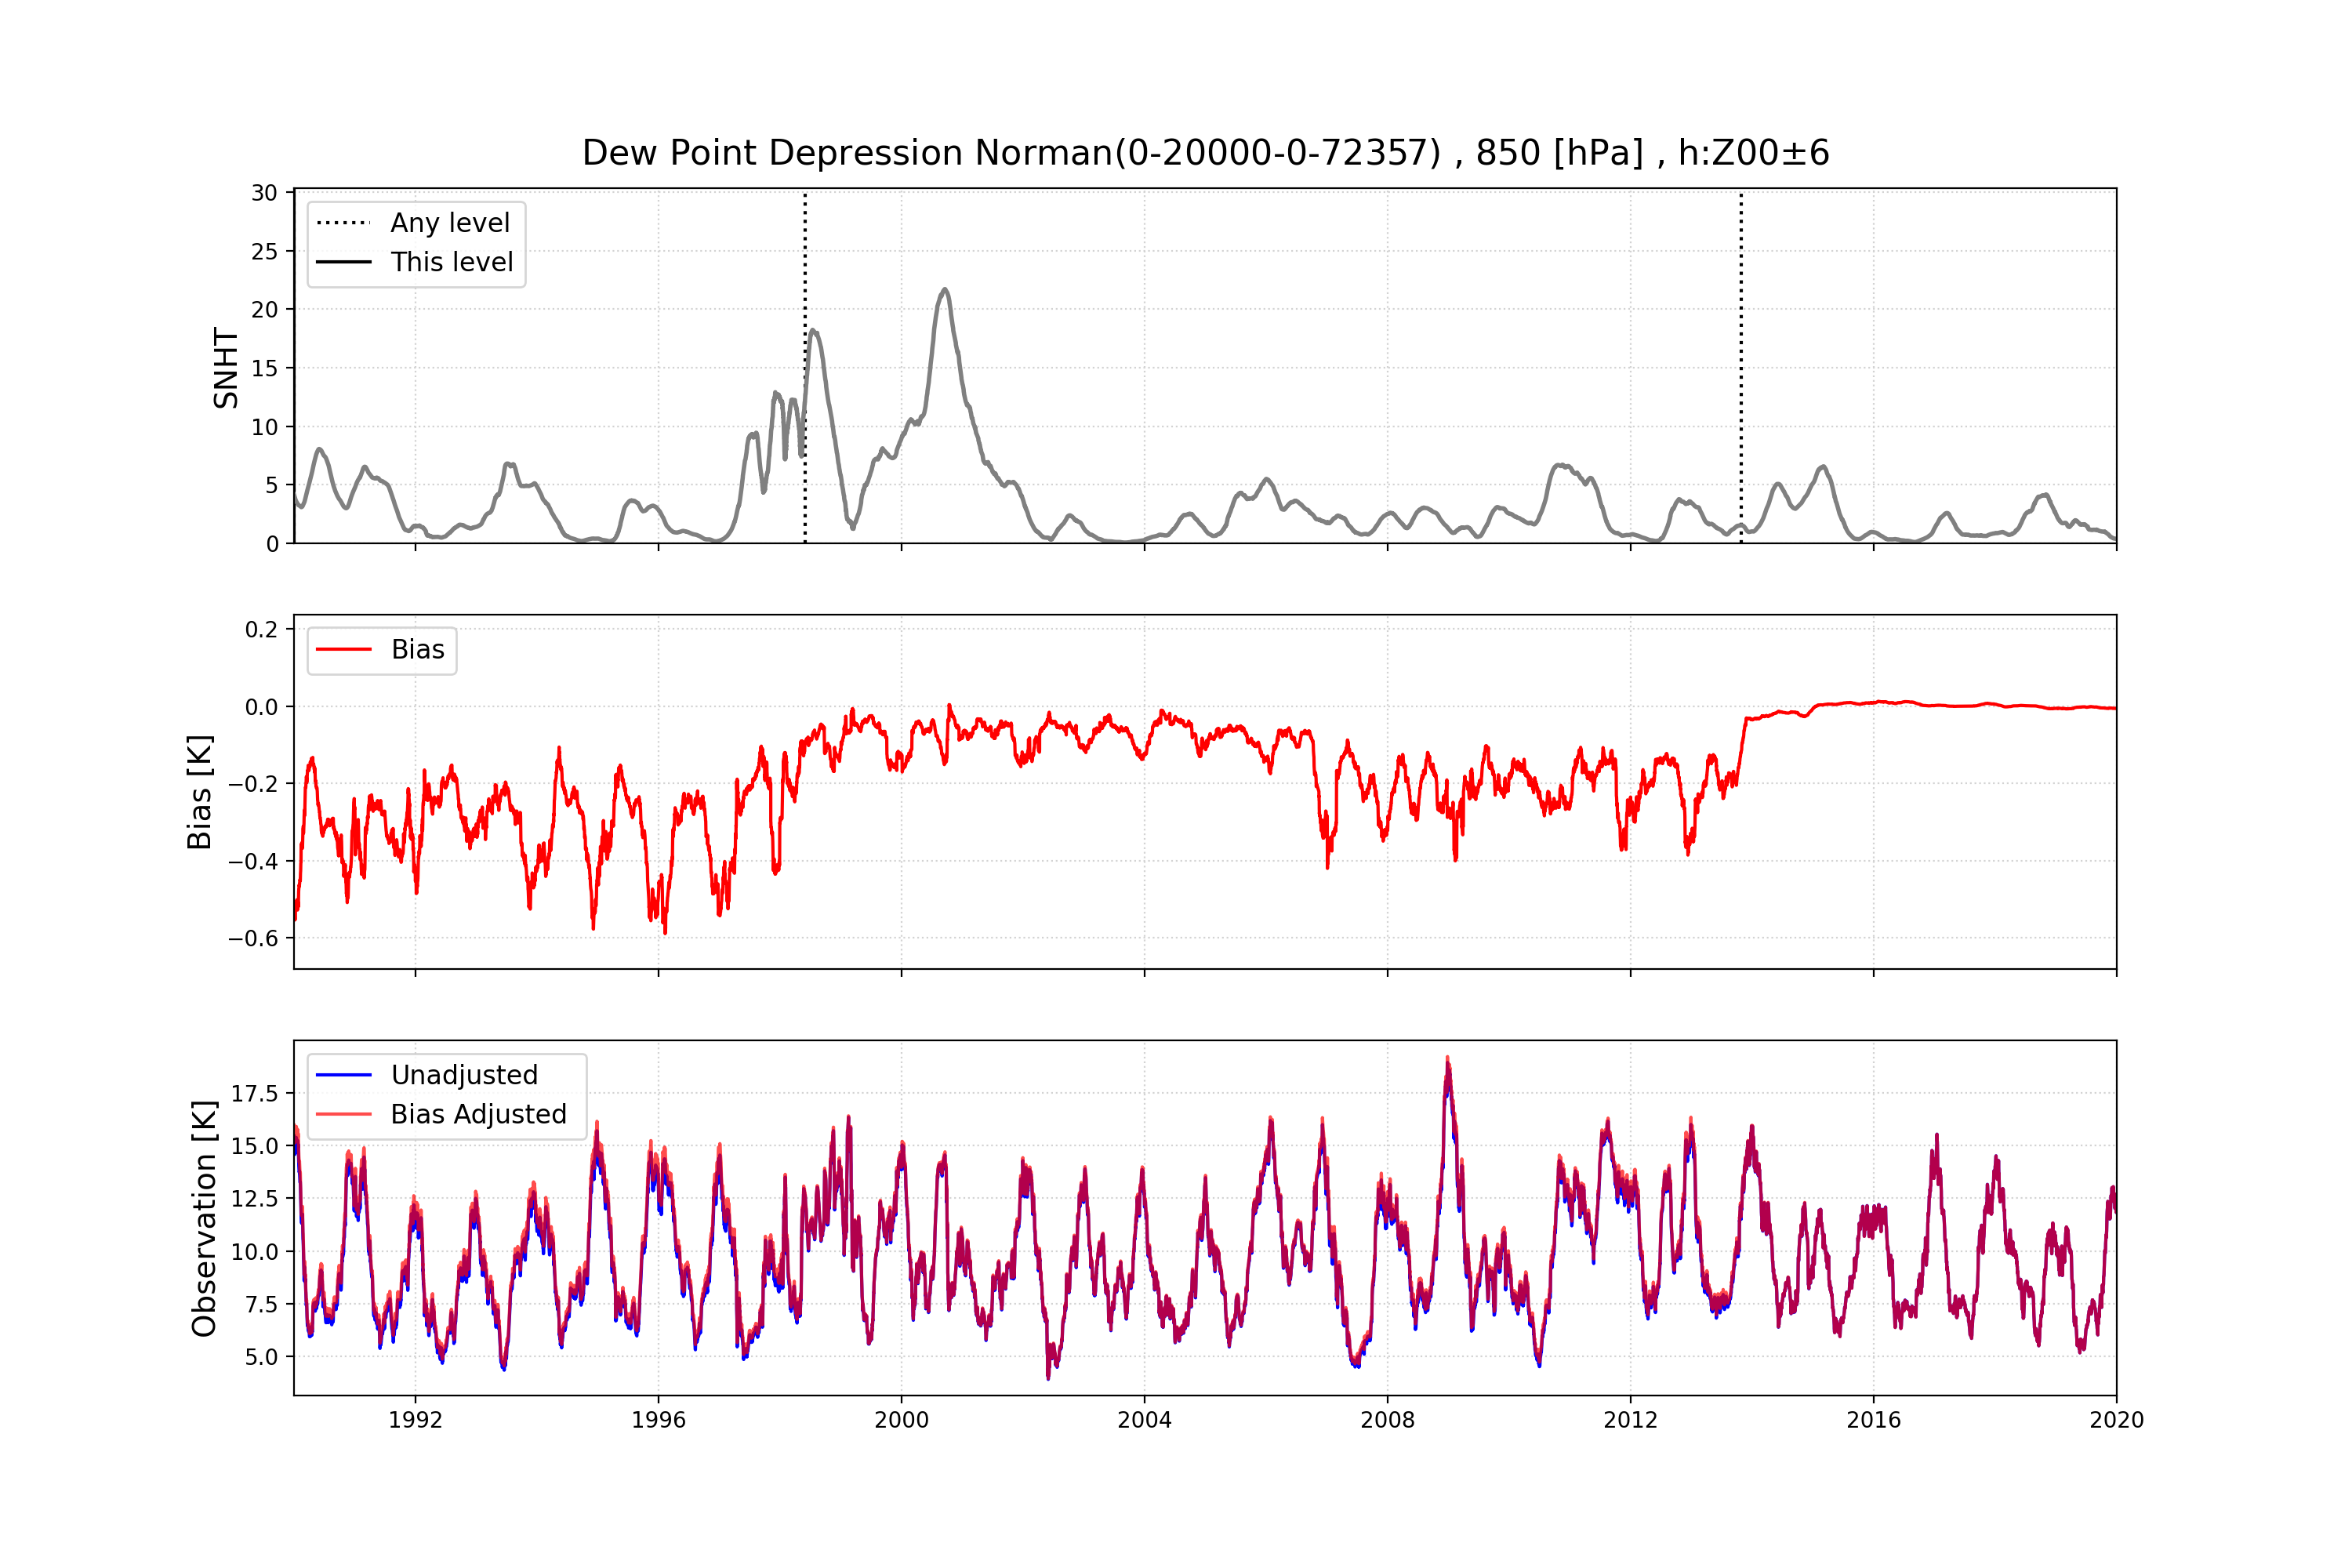 Dew Point Depression Norman(0-20000-0-72357) , 850 [hPa] , h:Z00±6
SNHT
30
25
20
15
10
5
0
Any level
This level
Bias [K]
0.2
0.0
−0.2
−0.4
−0.6
Bias
Observation [K]
17.5
15.0
12.5
10.0
7.5
5.0
Unadjusted
Bias Adjusted
1992 1996 2000 2004 2008 2012 2016 2020